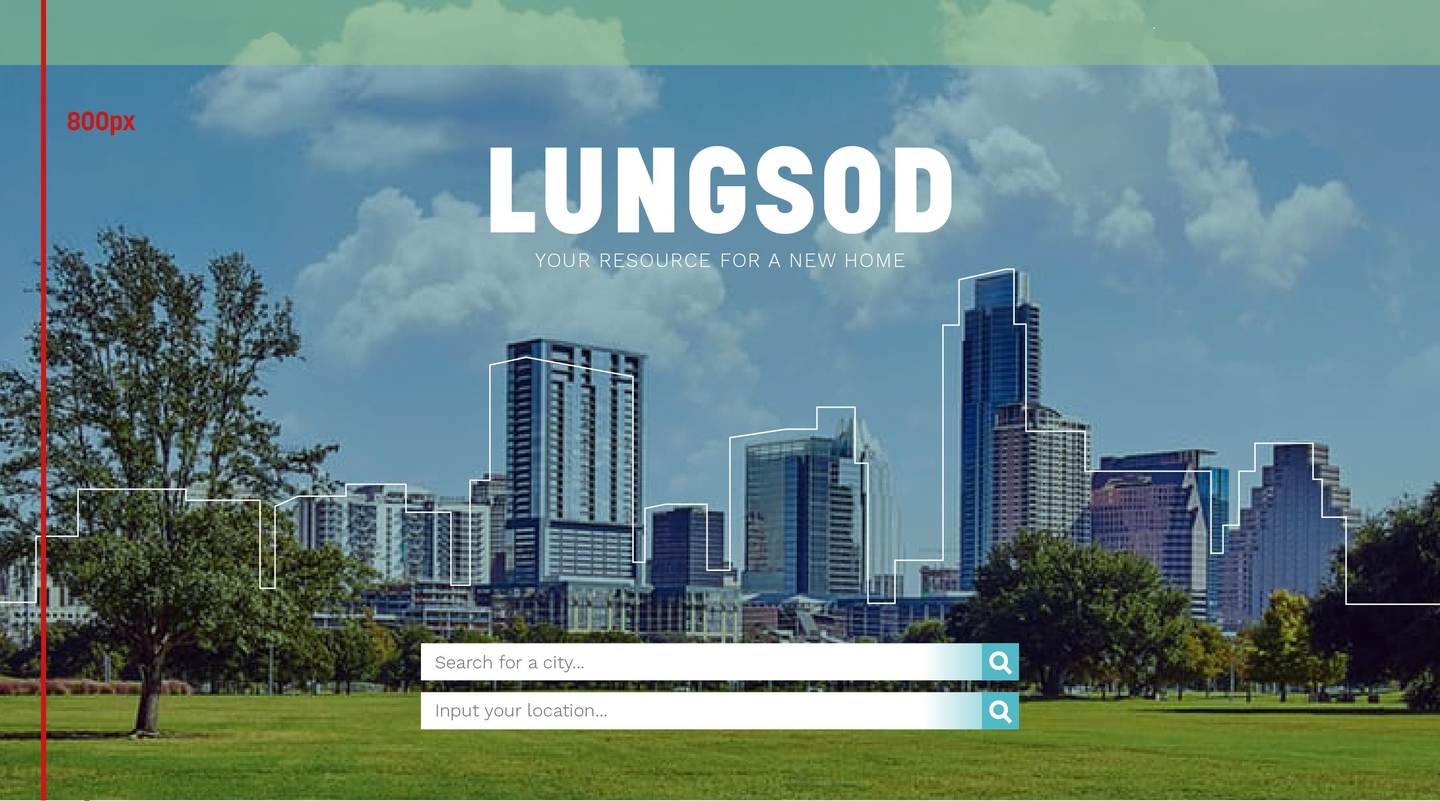 800px
LUNGSOD
YOUR RESOURCE FOR A NEW HOME
Search for a city...
Input your location...